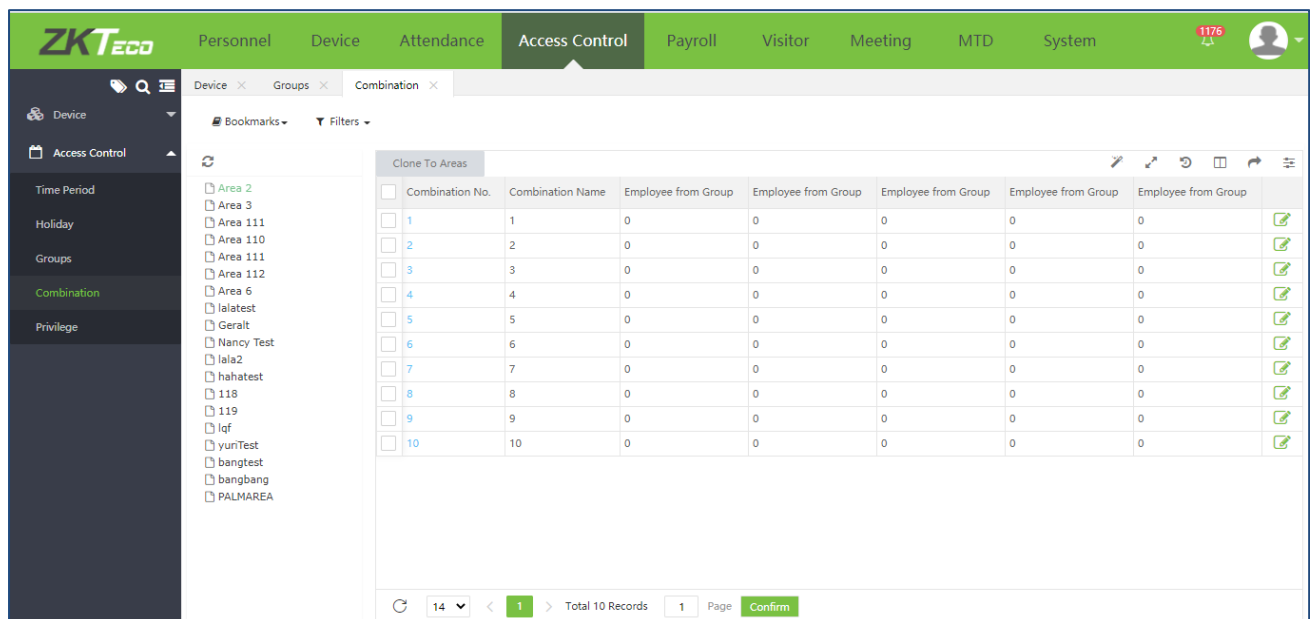 ZKTECO Personnel Device Attendance Access Control Payroll Visitor Meeting MTD System 1176
Device Groups Combination
Device
Bookmarks Filters
Access Control
Clone To Areas
Time Period
Holiday
Groups
Combination
Privilege
Area 2
Area 3
Area 111
Area 110
Area 111
Area 112
Area 6
lalatest
Geralt
Nancy Test
lala2
hahatest
118
119
lqf
yuriTest
bangtest
bangbang
PALMAREA
Combination No. Combination Name Employee from Group Employee from Group Employee from Group Employee from Group Employee from Group
1 1 0 0 0 0 0
2 2 0 0 0 0 0
3 3 0 0 0 0 0
4 4 0 0 0 0 0
5 5 0 0 0 0 0
6 6 0 0 0 0 0
7 7 0 0 0 0 0
8 8 0 0 0 0 0
9 9 0 0 0 0 0
10 10 0 0 0 0 0
14 < 1 > Total 10 Records 1 Page Confirm